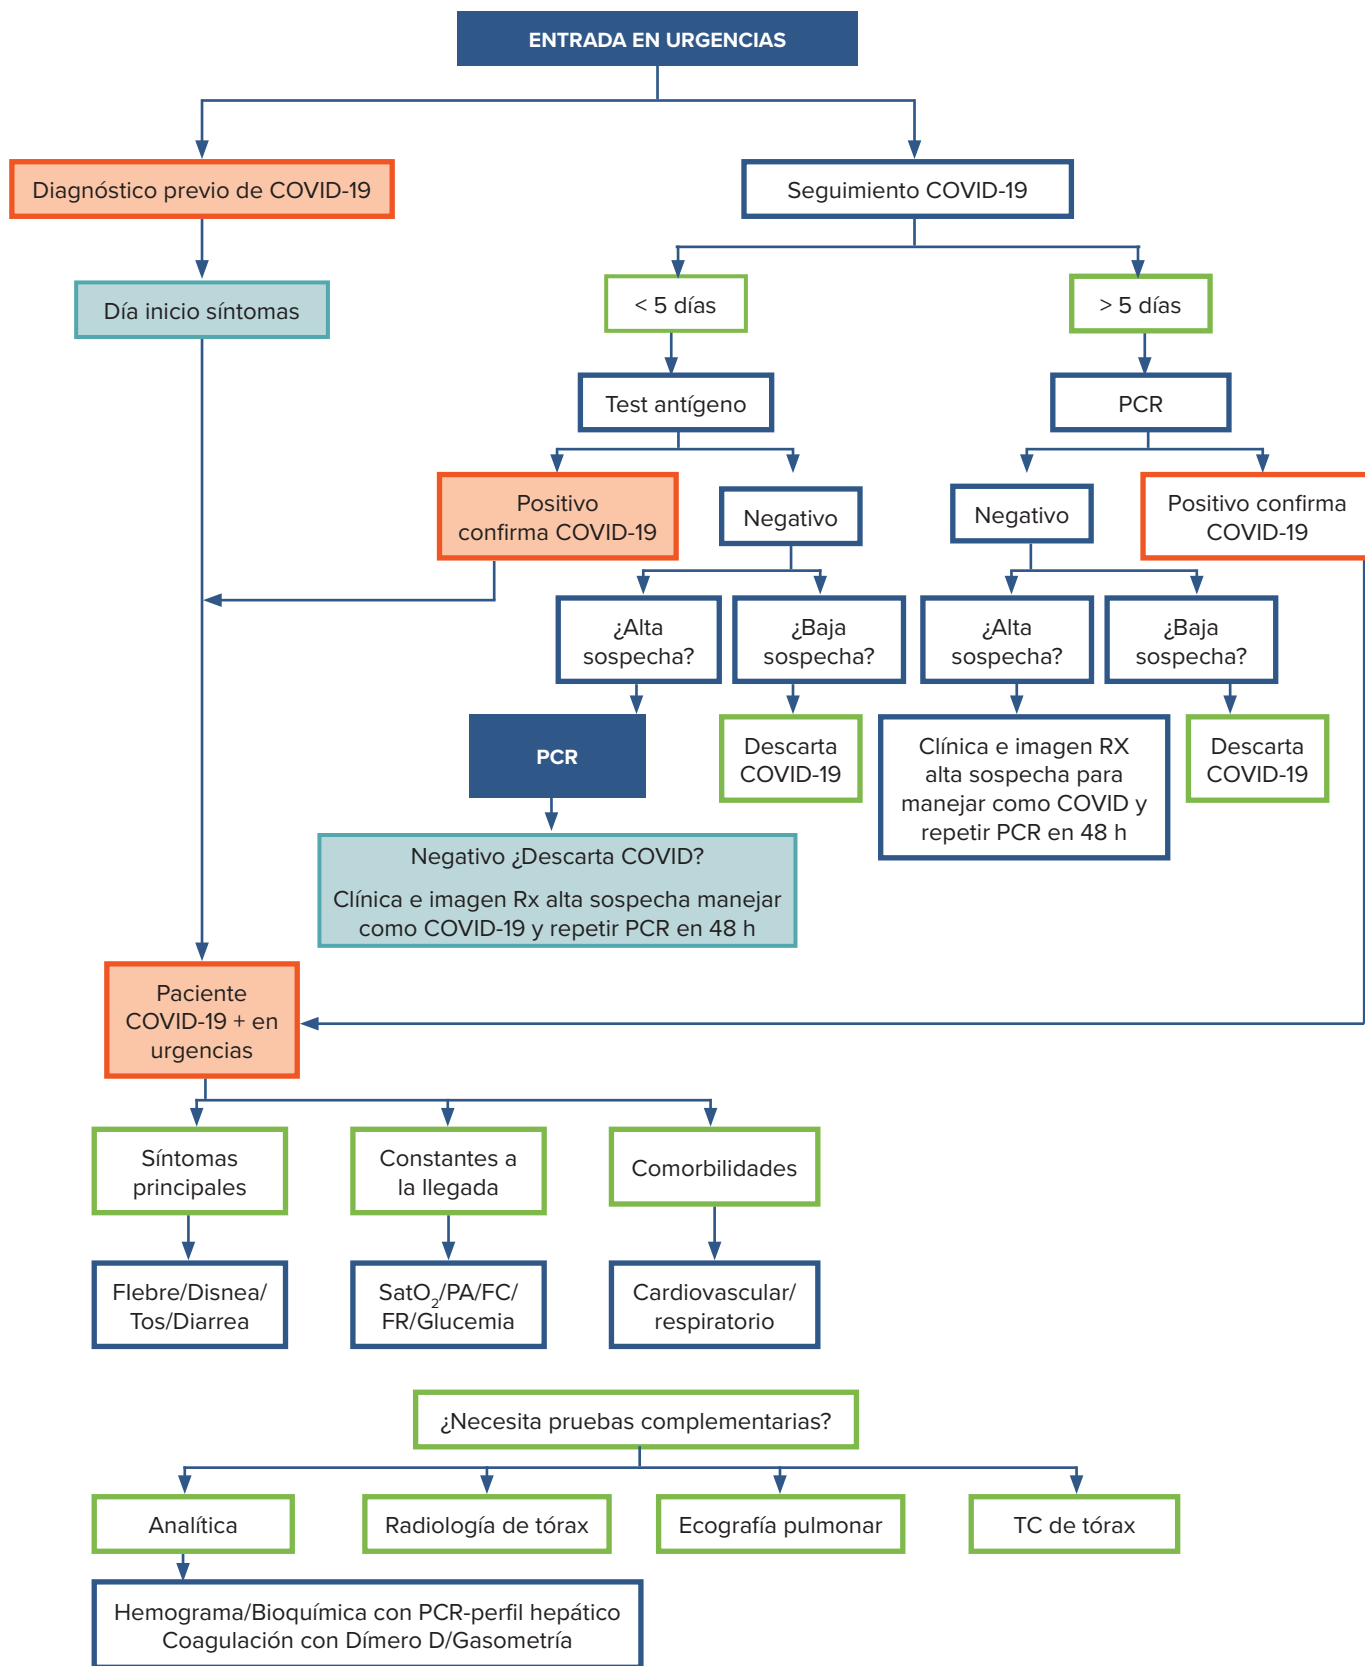 ENTRADA EN URGENCIAS
Diagnóstico previo de COVID-19
Seguimiento COVID-19
Día inicio síntomas
< 5 días
> 5 días
Test antígeno
PCR
Positivo
confirma COVID-19
Negativo
Negativo
Positivo confirma
COVID-19
¿Alta
sospecha?
¿Baja
sospecha?
¿Alta
sospecha?
¿Baja
sospecha?
PCR
Descarta
COVID-19
Clínica e imagen RX
alta sospecha para
manejar como COVID y
repetir PCR en 48 h
Descarta
COVID-19
Negativo ¿Descarta COVID?
Clínica e imagen Rx alta sospecha manejar
como COVID-19 y repetir PCR en 48 h
Paciente
COVID-19 + en
urgencias
Síntomas
principales
Constantes a
la llegada
Comorbilidades
FIebre/Disnea/
Tos/Diarrea
SatO₂/PA/FC/
FR/Glucemia
Cardiovascular/
respiratorio
¿Necesita pruebas complementarias?
Analítica
Radiología de tórax
Ecografía pulmonar
TC de tórax
Hemograma/Bioquímica con PCR-perfil hepático
Coagulación con Dímero D/Gasometría